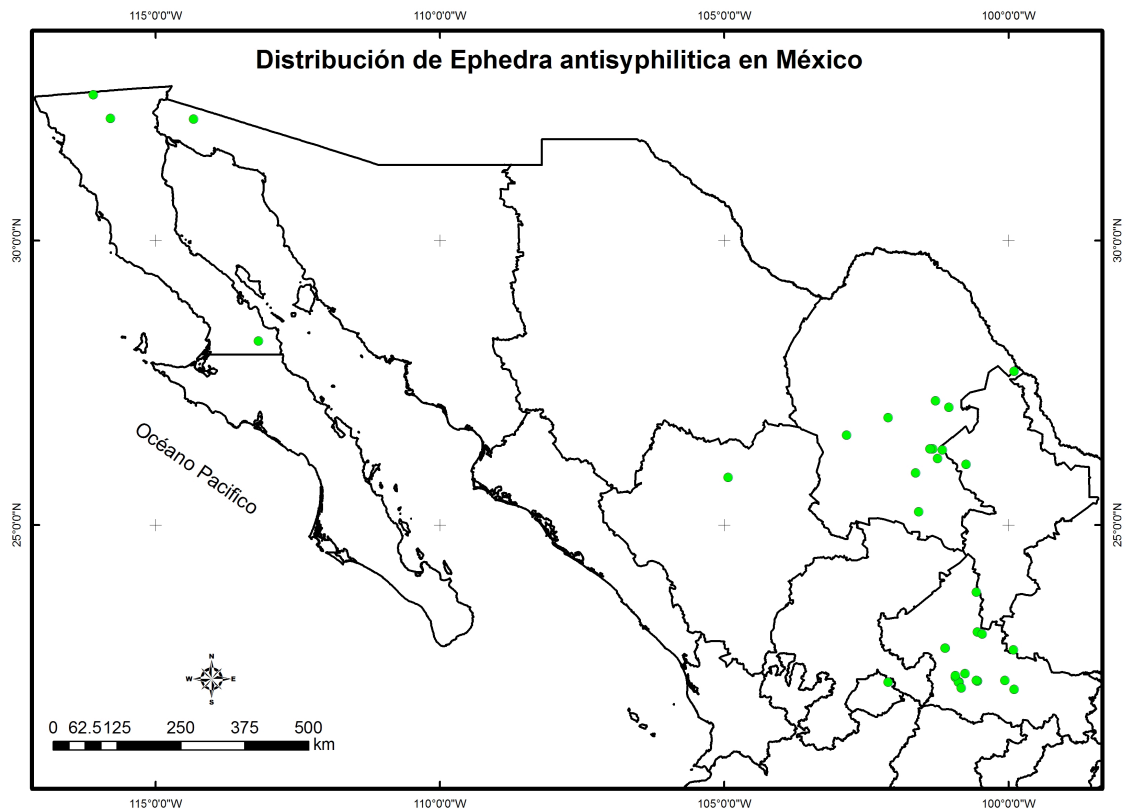 115°0'0"W 110°0'0"W 105°0'0"W 100°0'0"W
Distribución de Ephedra antisyphilitica en México
30°0'0"N 30°0'0"N
Océano Pacifico
25°0'0"N 25°0'0"N
N
W E
S
0 62.5 125 250 375 500
km
115°0'0"W 110°0'0"W 105°0'0"W 100°0'0"W